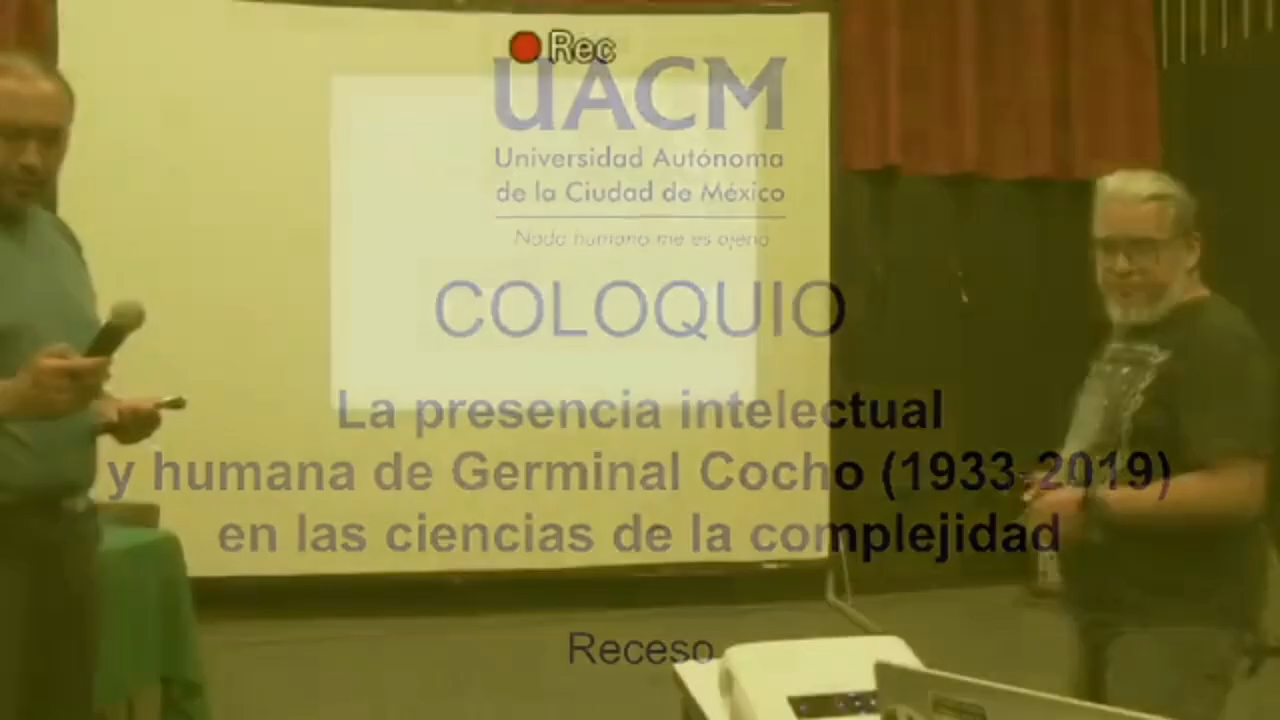 Rec
UACM
Universidad Autónoma
de la Ciudad de México
Nada humano me es ajeno
COLOQUIO
La presencia intelectual
y humana de Germinal Cocho (1933-2019)
en las ciencias de la complejidad
Receso